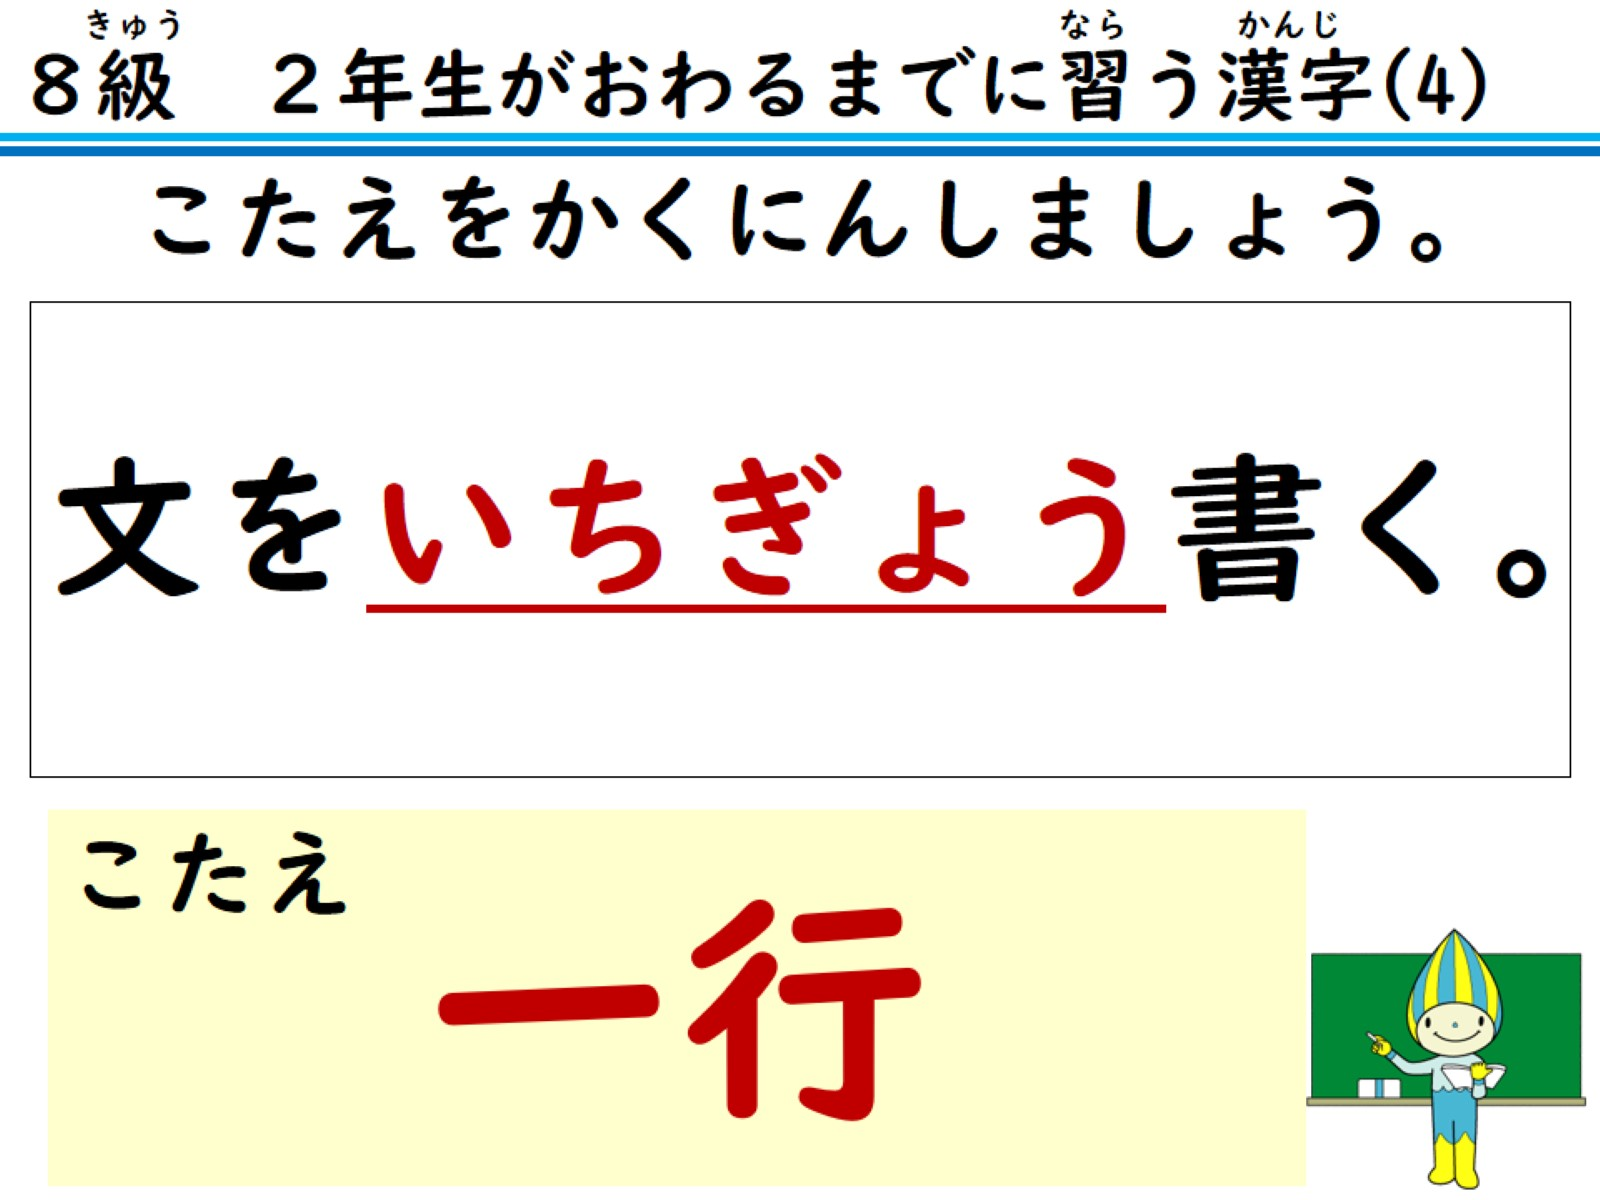 きゅう なら かんじ
８級　２年生がおわるまでに習う漢字(4)
こたえをかくにんしましょう。
文をいちぎょう書く。
こたえ
一行